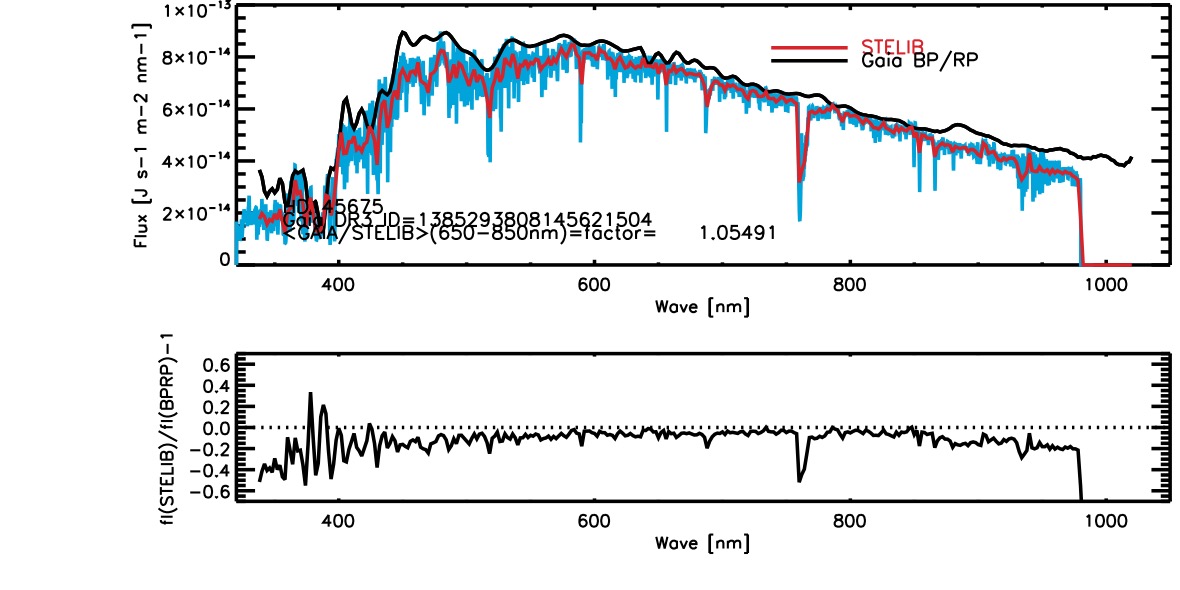 1×10−13
8×10−14
6×10−14
4×10−14
2×10−14
0
Flux [J s−1 m−2 nm−1]
STELIB
Gaia BP/RP
HD 45675
Gaia DR3 ID=1385293808145621504
<GAIA/STELIB>(650−850nm)=factor= 1.05491
400 600 800 1000
Wave [nm]
fl(STELIB)/fl(BPRP)−1
0.6
0.4
0.2
0.0
−0.2
−0.4
−0.6
400 600 800 1000
Wave [nm]